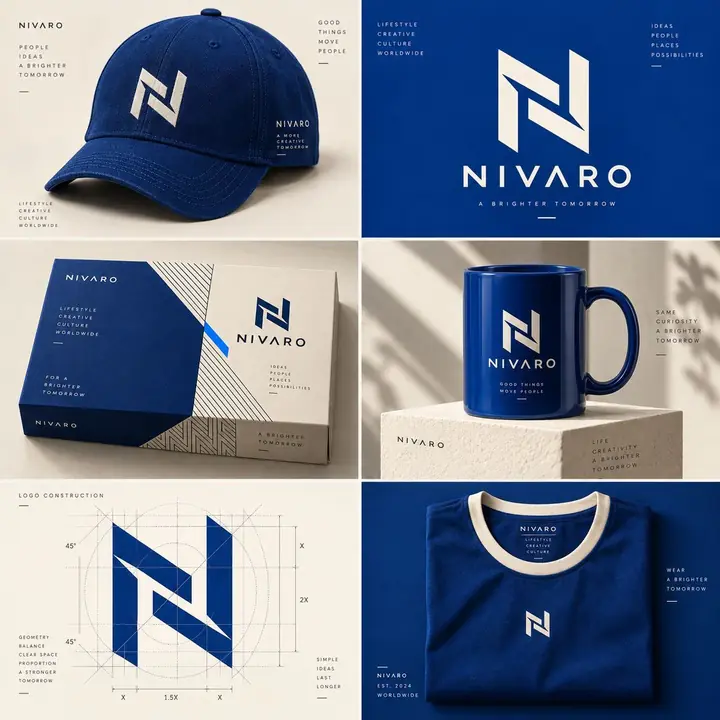 NIVARO
PEOPLE
IDEAS
A BRIGHTER
TOMORROW
GOOD
THINGS
MOVE
PEOPLE
NIVARO
A MORE
CREATIVE
TOMORROW
LIFESTYLE
CREATIVE
CULTURE
WORLDWIDE
LIFESTYLE
CREATIVE
CULTURE
WORLDWIDE
IDEAS
PEOPLE
PLACES
POSSIBILITIES
NIVARO
A BRIGHTER TOMORROW
NIVARO
LIFESTYLE
CREATIVE
CULTURE
WORLDWIDE
FOR A
BRIGHTER
TOMORROW
NIVARO
NIVARO
IDEAS
PEOPLE
PLACES
POSSIBILITIES
A BRIGHTER
TOMORROW
NIVARO
GOOD THINGS
MOVE PEOPLE
SAME
CURIOSITY
A BRIGHTER
TOMORROW
NIVARO
LIFE
CREATIVITY
A BRIGHTER
TOMORROW
LOGO CONSTRUCTION
45°
45°
X
2X
X
1.5X
X
GEOMETRY
BALANCE
CLEAR SPACE
PROPORTION
A STRONGER
TOMORROW
SIMPLE
IDEAS
LAST
LONGER
NIVARO
LIFESTYLE
CREATIVE
CULTURE
WEAR
A BRIGHTER
TOMORROW
NIVARO
EST. 2024
WORLDWIDE